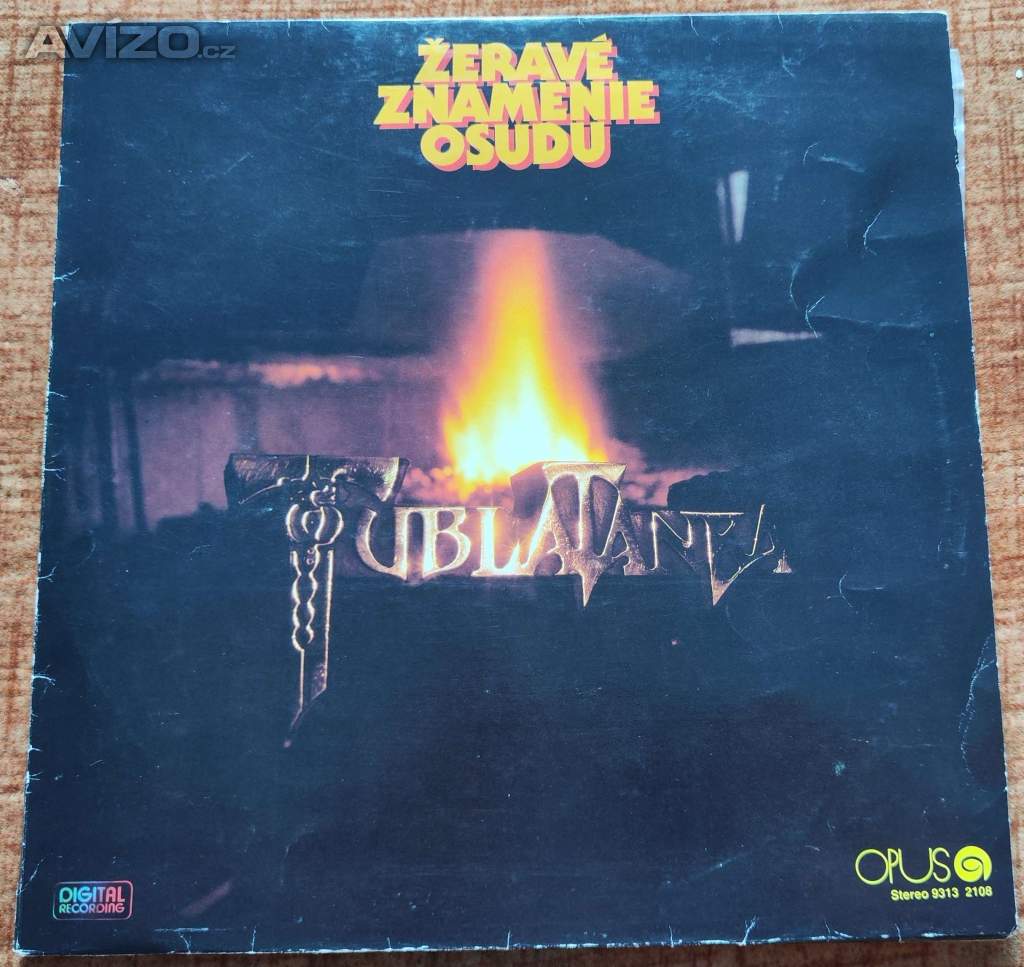 AVIZO.cz
ŽERAVÉ
ZNAMENIE
OSUDU
TUBLATANKA
DIGITAL
RECORDING
OPUS
Stereo 9313 2108